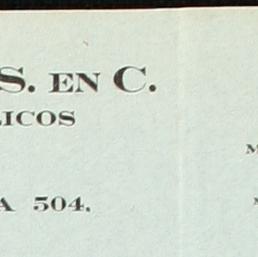 S. EN C.
LICOS
A 504,
M